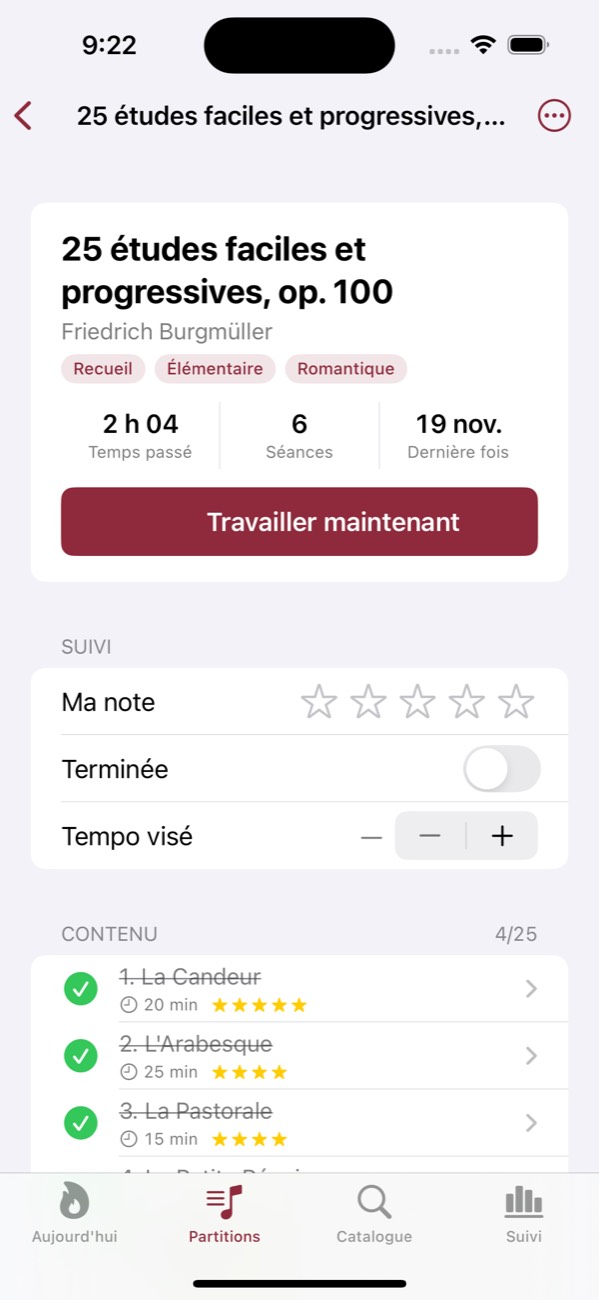 9:22
25 études faciles et progressives,...
25 études faciles et
progressives, op. 100
Friedrich Burgmüller
Recueil Élémentaire Romantique
2 h 04 6 19 nov.
Temps passé Séances Dernière fois
Travailler maintenant
SUIVI
Ma note
Terminée
Tempo visé — − +
CONTENU 4/25
1. La Candeur
20 min
2. L'Arabesque
25 min
3. La Pastorale
15 min
Aujourd'hui Partitions Catalogue Suivi